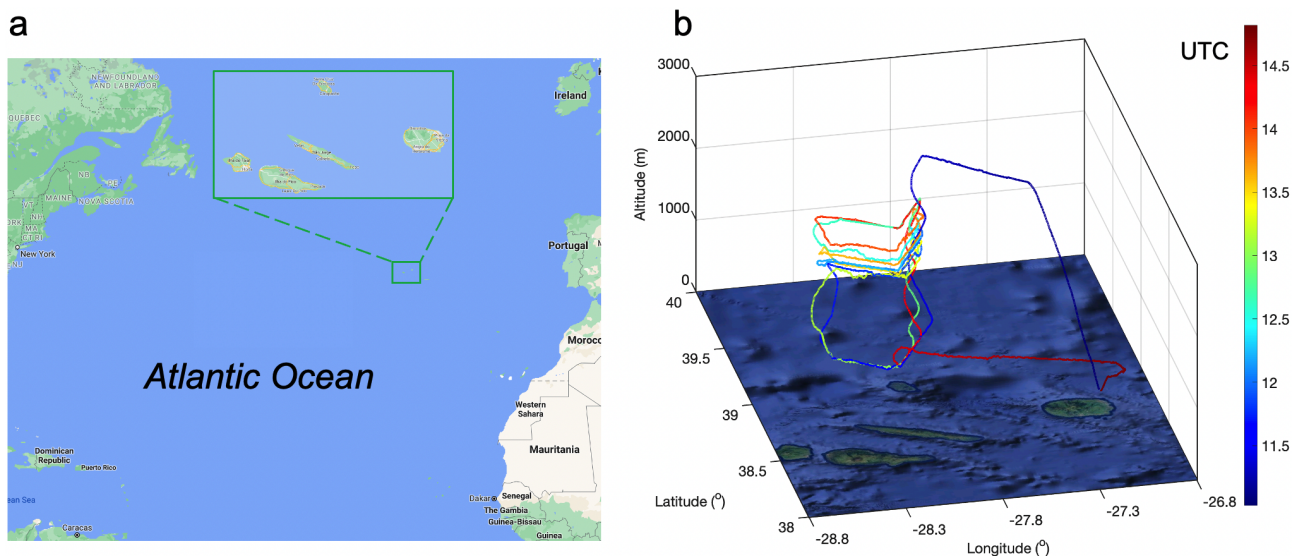 a
NEWFOUNDLAND
AND LABRADOR
QUEBEC
NB
PE
NOVA SCOTIA
MAINE
VT
NH
MA
CT RI
NJ
New York
Ireland
Portugal
Atlantic Ocean
Morocc
Western
Sahara
Mauritania
Dominican
Republic
Puerto Rico
ean Sea
Caracas
Dakar
Senegal
The Gambia
Guinea-Bissau
Guinea
b
UTC
3000
2000
1000
0
Altitude (m)
40
39.5
39
38.5
38
Latitude (°)
-28.8
-28.3
-27.8
-27.3
-26.8
Longitude (°)
14.5
14
13.5
13
12.5
12
11.5